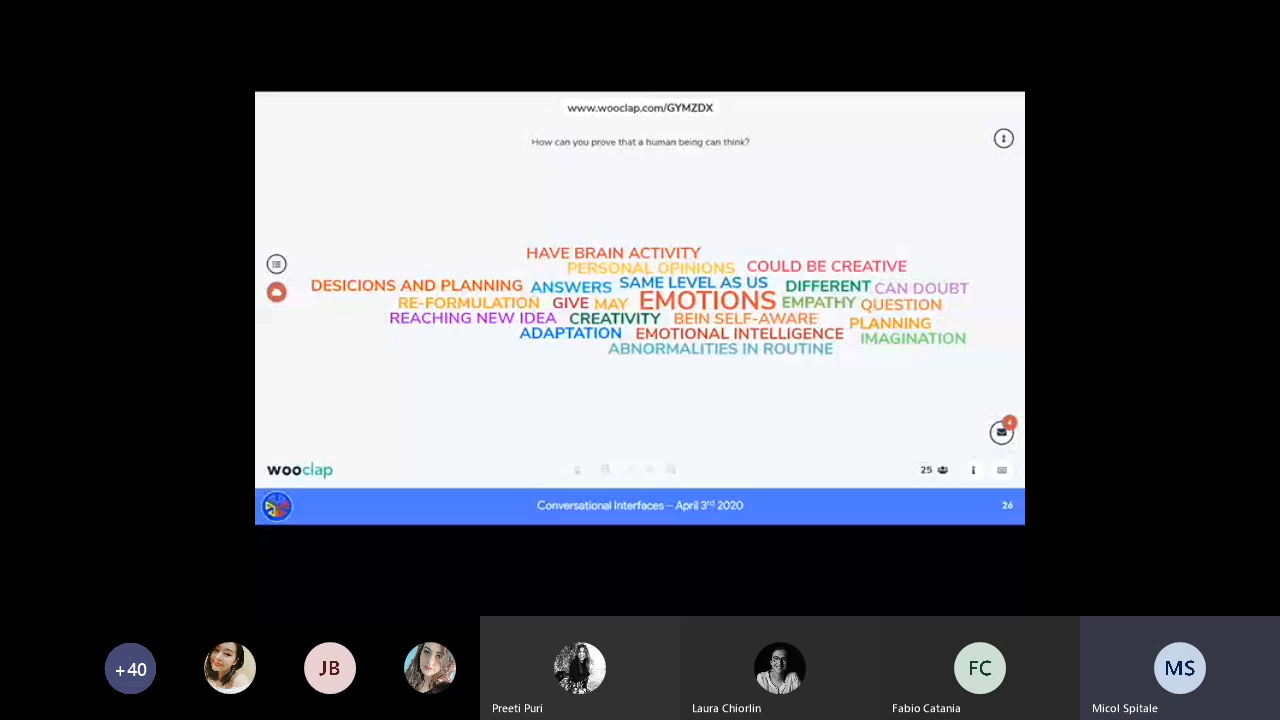 www.wooclap.com/GYMZDX
How can you prove that a human being can think?
HAVE BRAIN ACTIVITY
PERSONAL OPINIONS COULD BE CREATIVE
DESICIONS AND PLANNING ANSWERS SAME LEVEL AS US DIFFERENT CAN DOUBT
RE-FORMULATION GIVE MAY EMOTIONS EMPATHY QUESTION
REACHING NEW IDEA CREATIVITY BEIN SELF-AWARE PLANNING
ADAPTATION EMOTIONAL INTELLIGENCE IMAGINATION
ABNORMALITIES IN ROUTINE
4
wooclap
25
Conversational Interfaces – April 3rd 2020
26
+40
JB
FC
MS
Preeti Puri
Laura Chiorlin
Fabio Catania
Micol Spitale